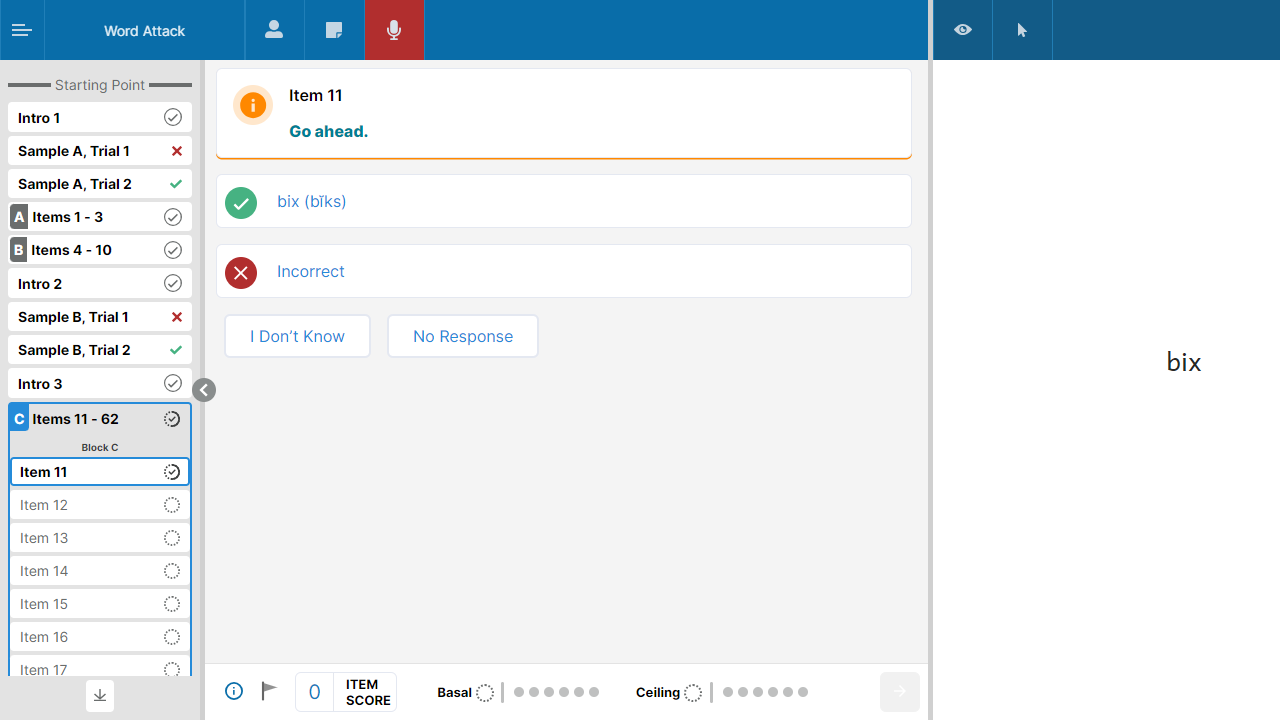 Word Attack
Starting Point
Intro 1
Sample A, Trial 1
Sample A, Trial 2
A Items 1 - 3
B Items 4 - 10
Intro 2
Sample B, Trial 1
Sample B, Trial 2
Intro 3
C Items 11 - 62
Block C
Item 11
Item 12
Item 13
Item 14
Item 15
Item 16
Item 17
Item 11
Go ahead.
bix (bĭks)
Incorrect
I Don’t Know
No Response
0 ITEM
SCORE
Basal
Ceiling
bix